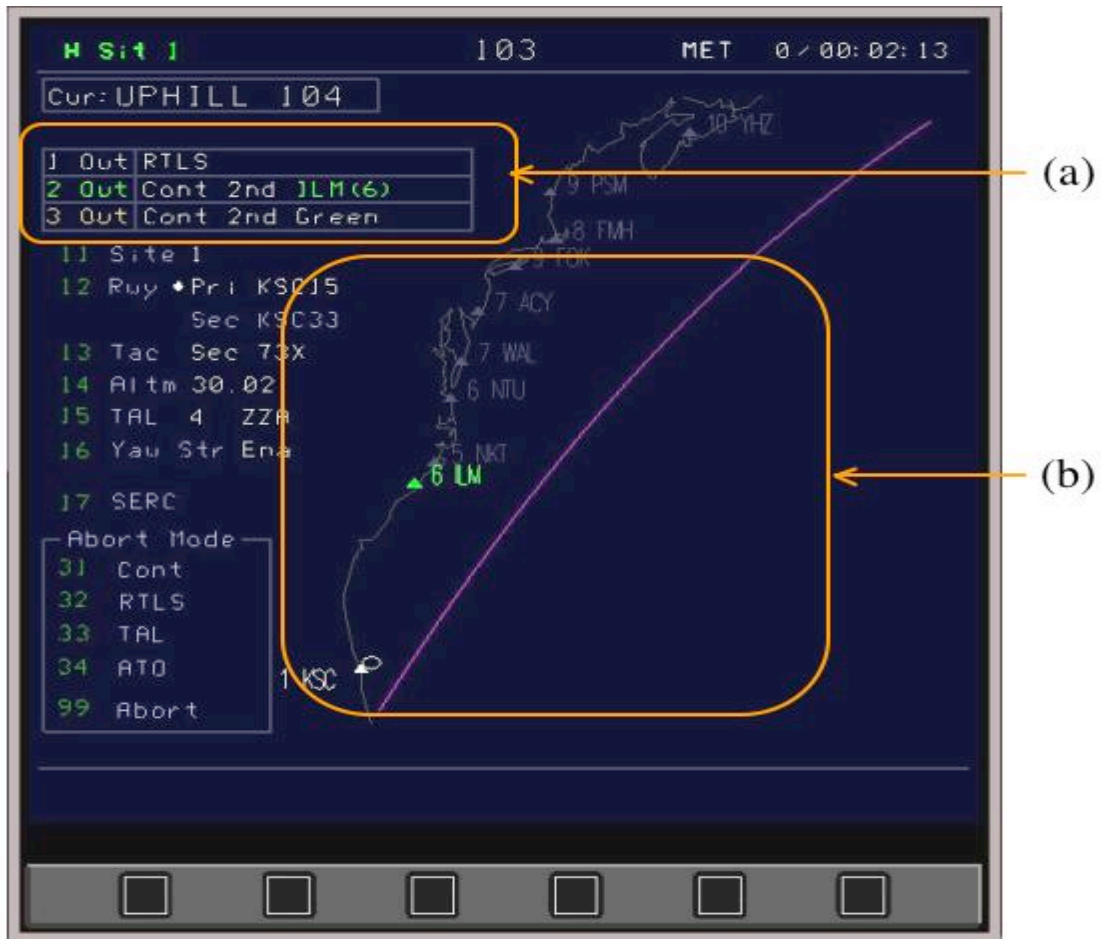 H Sit 1 103 MET 0/00:02:13
Cur:UPHILL 104
1 Out RTLS
2 Out Cont 2nd ILM(6)
3 Out Cont 2nd Green
11 Site 1
12 Rwy Pri KSC15
Sec KSC33
13 Tac Sec 73X
14 Altm 30.02
15 TAL 4 ZZA
16 Yaw Str Ena
17 SERC
Abort Mode
31 Cont
32 RTLS
33 TAL
34 ATO
99 Abort
10 YHZ
9 PSM
8 FMH
9 FOK
7 ACY
7 WAL
6 NTU
5 NKT
6 ILM
1 KSC
(a)
(b)